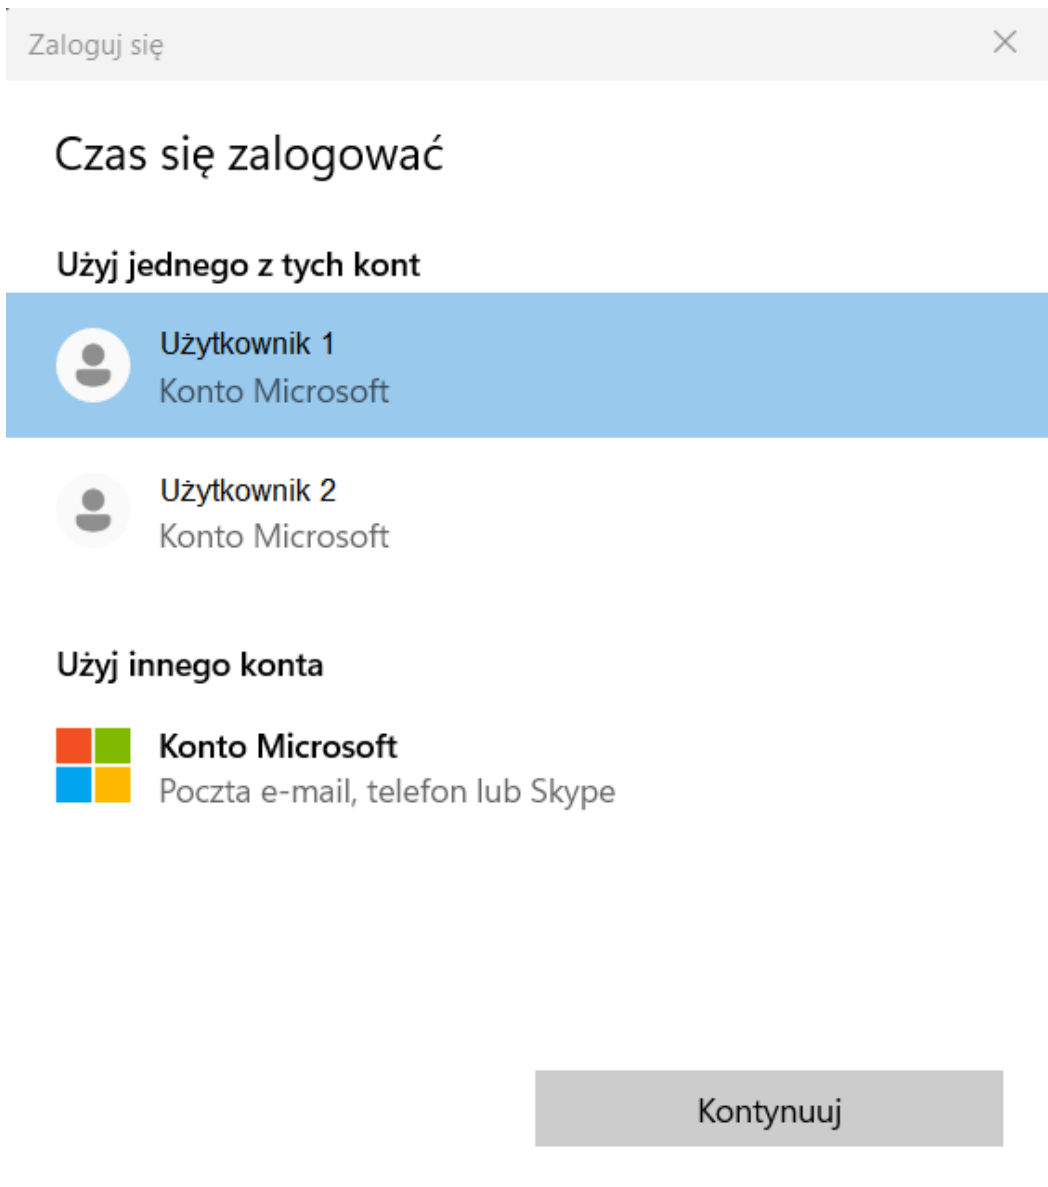 Zaloguj się
Czas się zalogować
Użyj jednego z tych kont
Użytkownik 1
Konto Microsoft
Użytkownik 2
Konto Microsoft
Użyj innego konta
Konto Microsoft
Poczta e-mail, telefon lub Skype
Kontynuuj